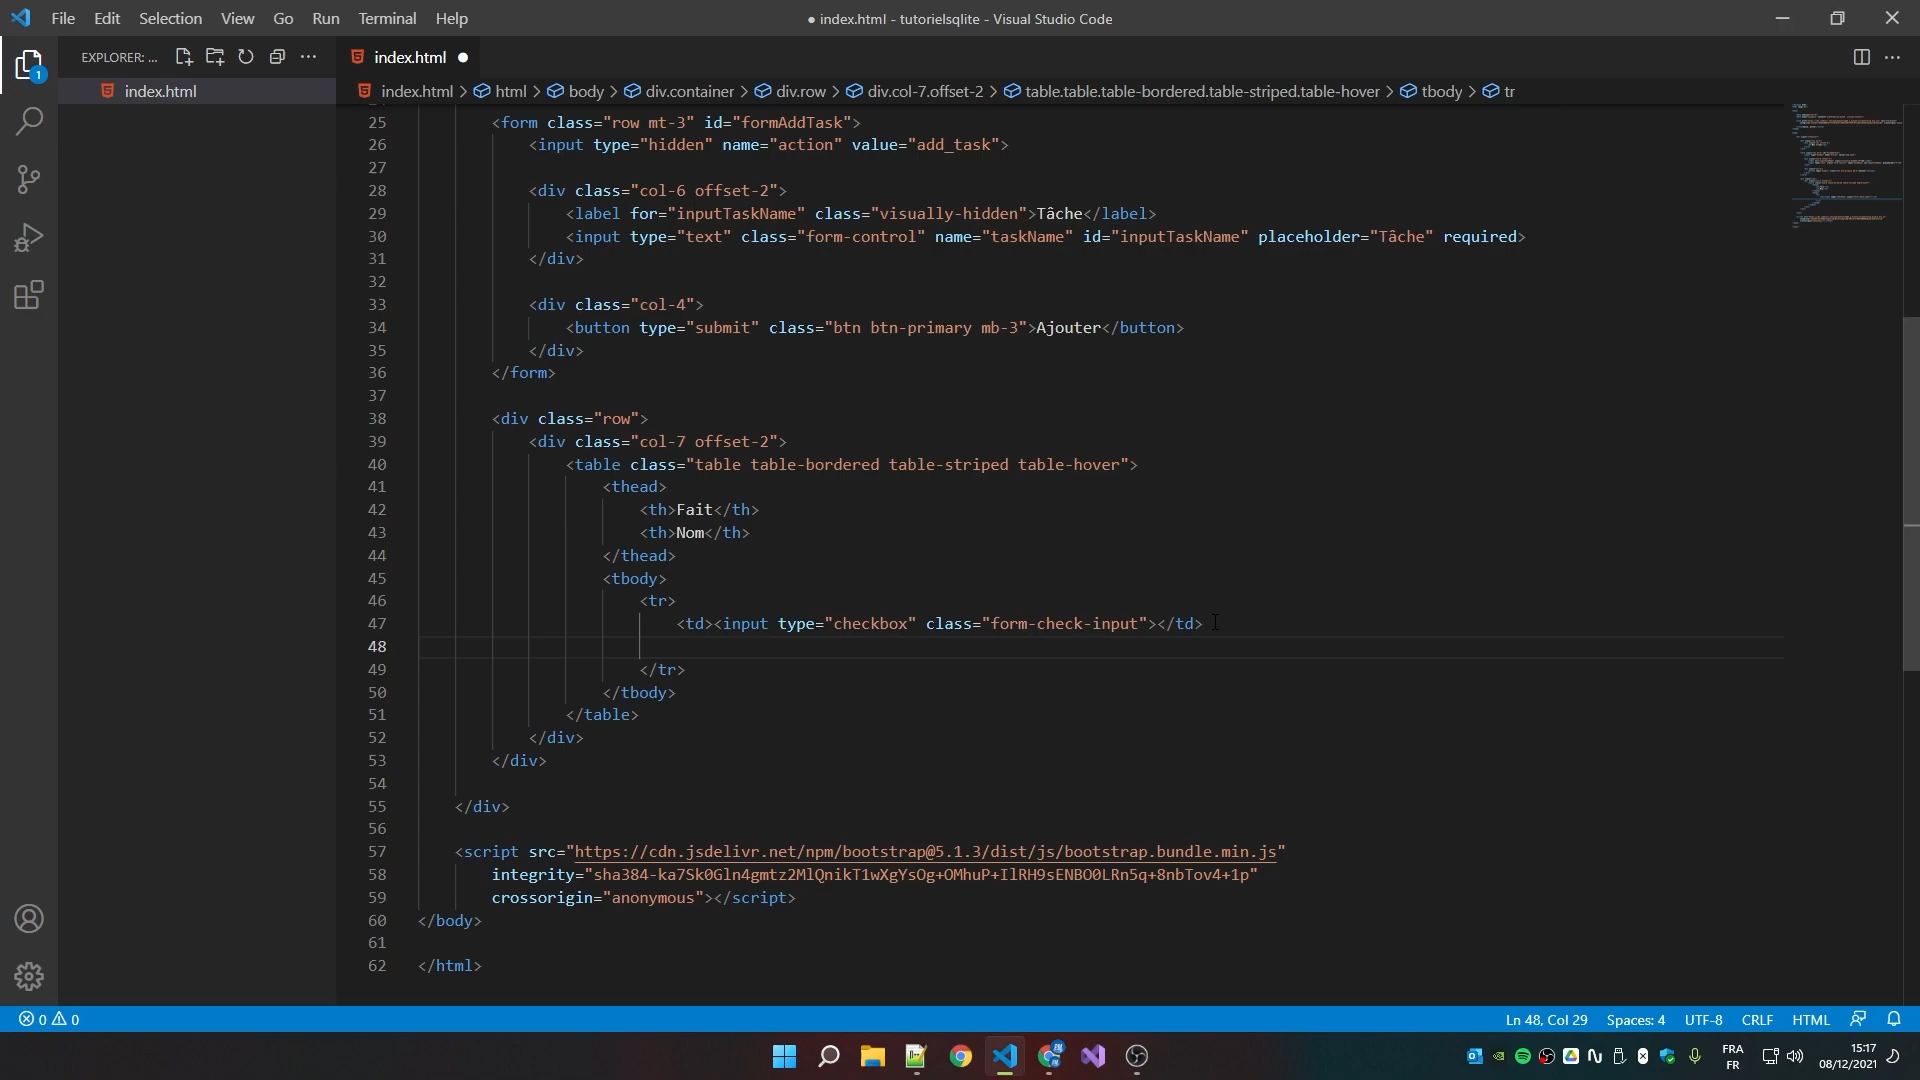 File Edit Selection View Go Run Terminal Help
● index.html - tutorielsqlite - Visual Studio Code
EXPLORER: ...
index.html ●
1
index.html
index.html > html > body > div.container > div.row > div.col-7.offset-2 > table.table.table-bordered.table-striped.table-hover > tbody > tr
25 <form class="row mt-3" id="formAddTask">
26 <input type="hidden" name="action" value="add_task">
27
28 <div class="col-6 offset-2">
29 <label for="inputTaskName" class="visually-hidden">Tâche</label>
30 <input type="text" class="form-control" name="taskName" id="inputTaskName" placeholder="Tâche" required>
31 </div>
32
33 <div class="col-4">
34 <button type="submit" class="btn btn-primary mb-3">Ajouter</button>
35 </div>
36 </form>
37
38 <div class="row">
39 <div class="col-7 offset-2">
40 <table class="table table-bordered table-striped table-hover">
41 <thead>
42 <th>Fait</th>
43 <th>Nom</th>
44 </thead>
45 <tbody>
46 <tr>
47 <td><input type="checkbox" class="form-check-input"></td>
48
49 </tr>
50 </tbody>
51 </table>
52 </div>
53 </div>
54
55 </div>
56
57 <script src="https://cdn.jsdelivr.net/npm/bootstrap@5.1.3/dist/js/bootstrap.bundle.min.js"
58 integrity="sha384-ka7Sk0Gln4gmtz2MlQnikT1wXgYsOg+OMhuP+IlRH9sENBO0LRn5q+8nbTov4+1p"
59 crossorigin="anonymous"></script>
60 </body>
61
62 </html>
0 0
Ln 48, Col 29 Spaces: 4 UTF-8 CRLF HTML
FRA
FR
15:17
08/12/2021